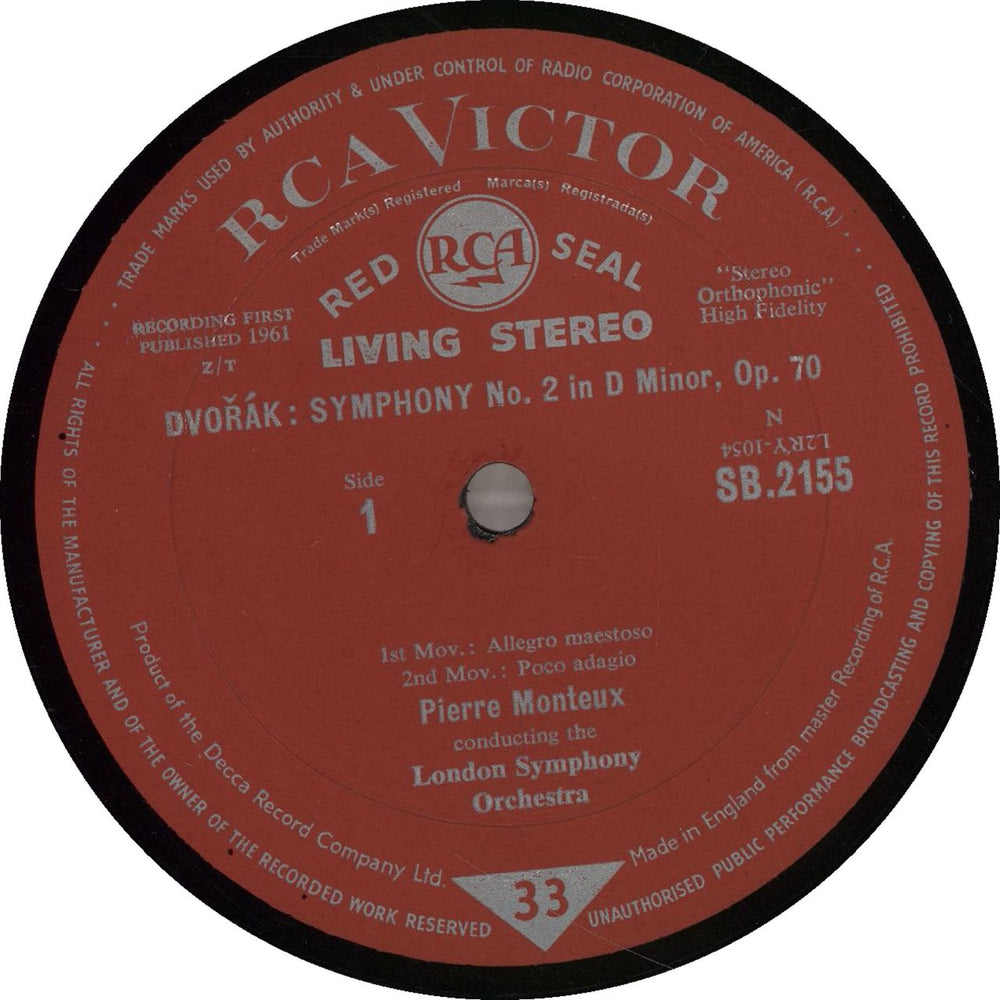 TRADE MARKS USED BY AUTHORITY & UNDER CONTROL OF RADIO CORPORATION OF AMERICA (R.C.A.)
RCA VICTOR
Trade Mark(s) Registered Marca(s) Registrada(s)
RED RCA SEAL
LIVING STEREO
"Stereo
Orthophonic"
High Fidelity
RECORDING FIRST
PUBLISHED 1961
Z/T
DVOŘÁK: SYMPHONY No. 2 in D Minor, Op. 70
N
L2RY-1054
SB.2155
Side
1
1st Mov.: Allegro maestoso
2nd Mov.: Poco adagio
Pierre Monteux
conducting the
London Symphony
Orchestra
Product of the Decca Record Company Ltd.
33
Made in England from master Recording of R.C.A.
ALL RIGHTS OF THE MANUFACTURER AND OF THE OWNER OF THE RECORDED WORK RESERVED
UNAUTHORISED PUBLIC PERFORMANCE BROADCASTING AND COPYING OF THIS RECORD PROHIBITED